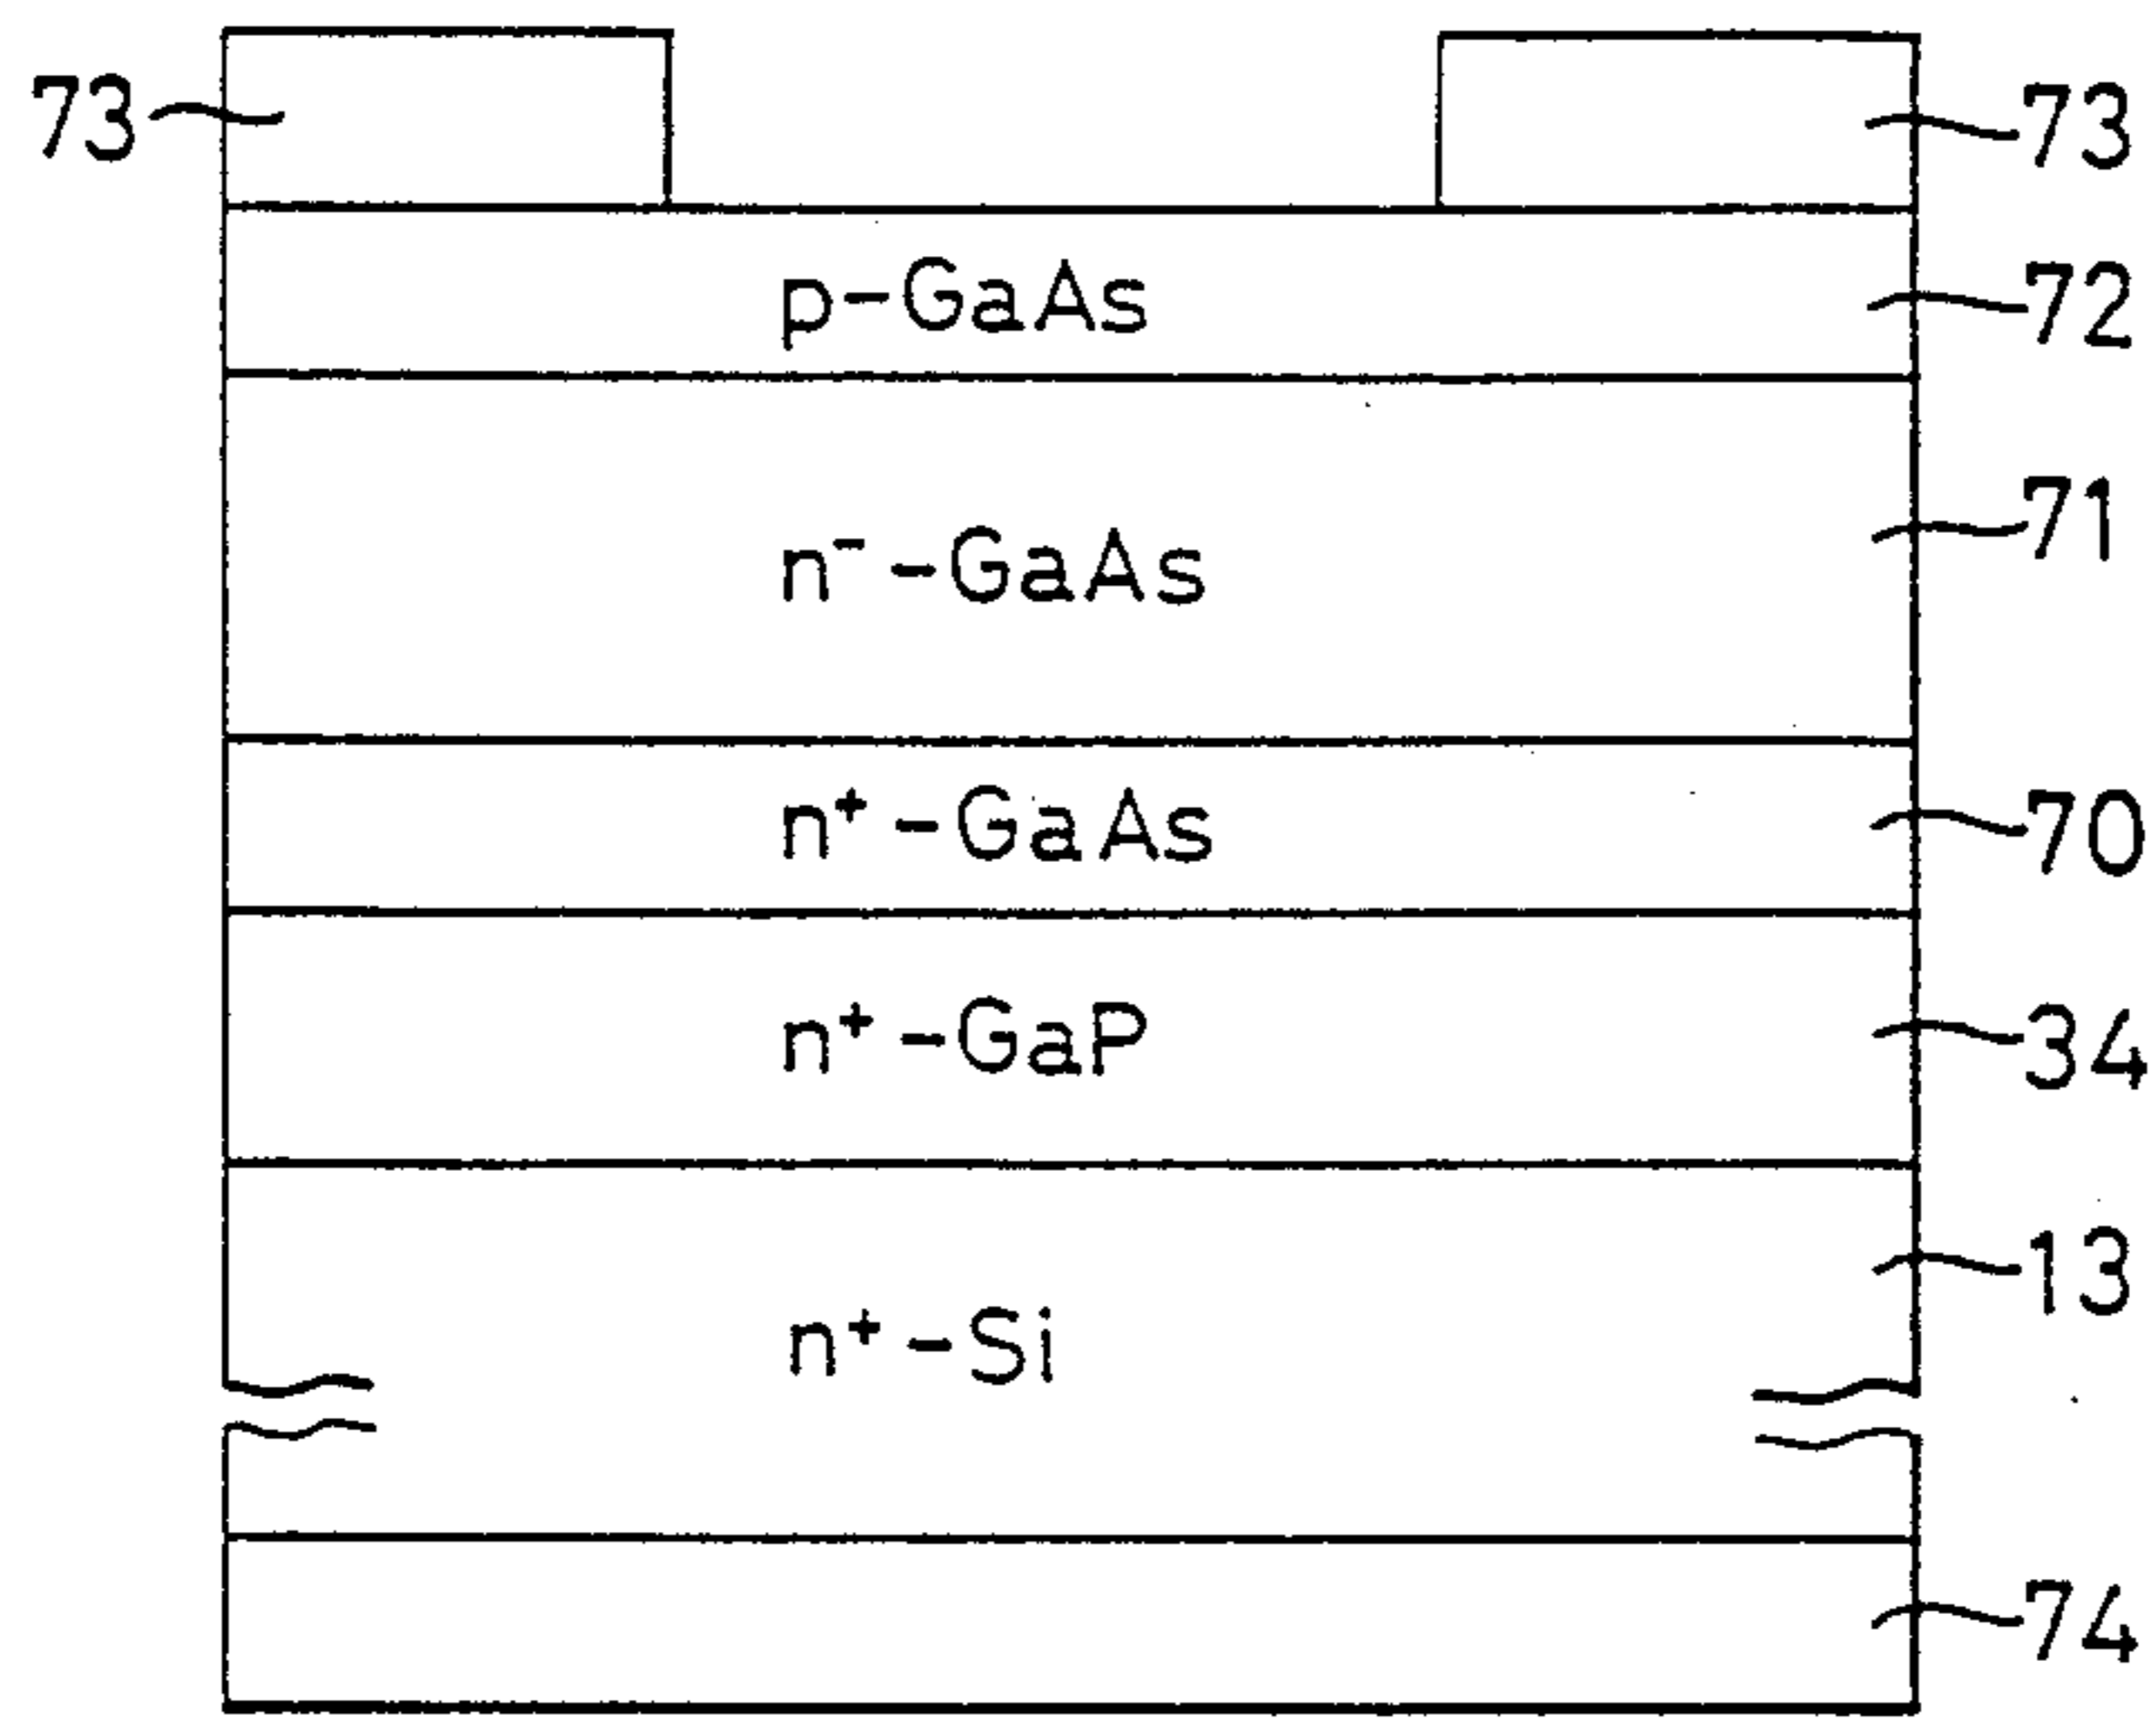 73 73
p-GaAs 72
n⁻-GaAs 71
n⁺-GaAs 70
n⁺-GaP 34
13
n⁺-Si
74